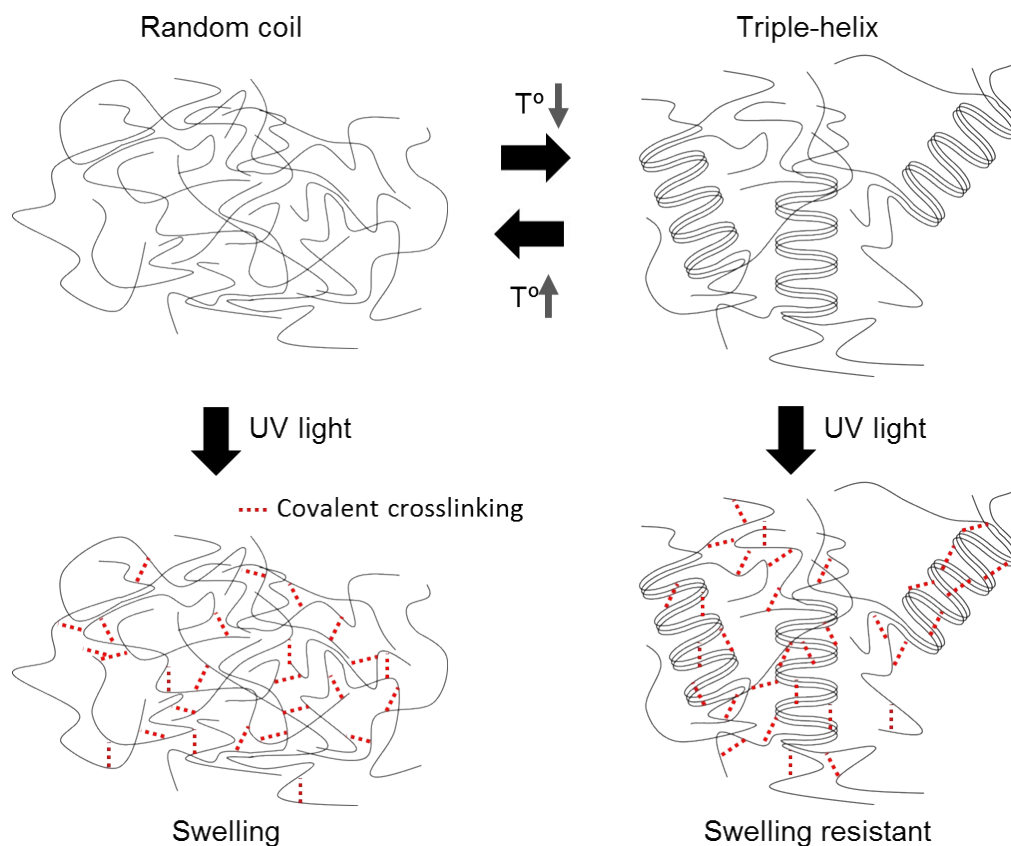 Random coil
Triple-helix
Tº
Tº
UV light
UV light
Covalent crosslinking
Swelling
Swelling resistant